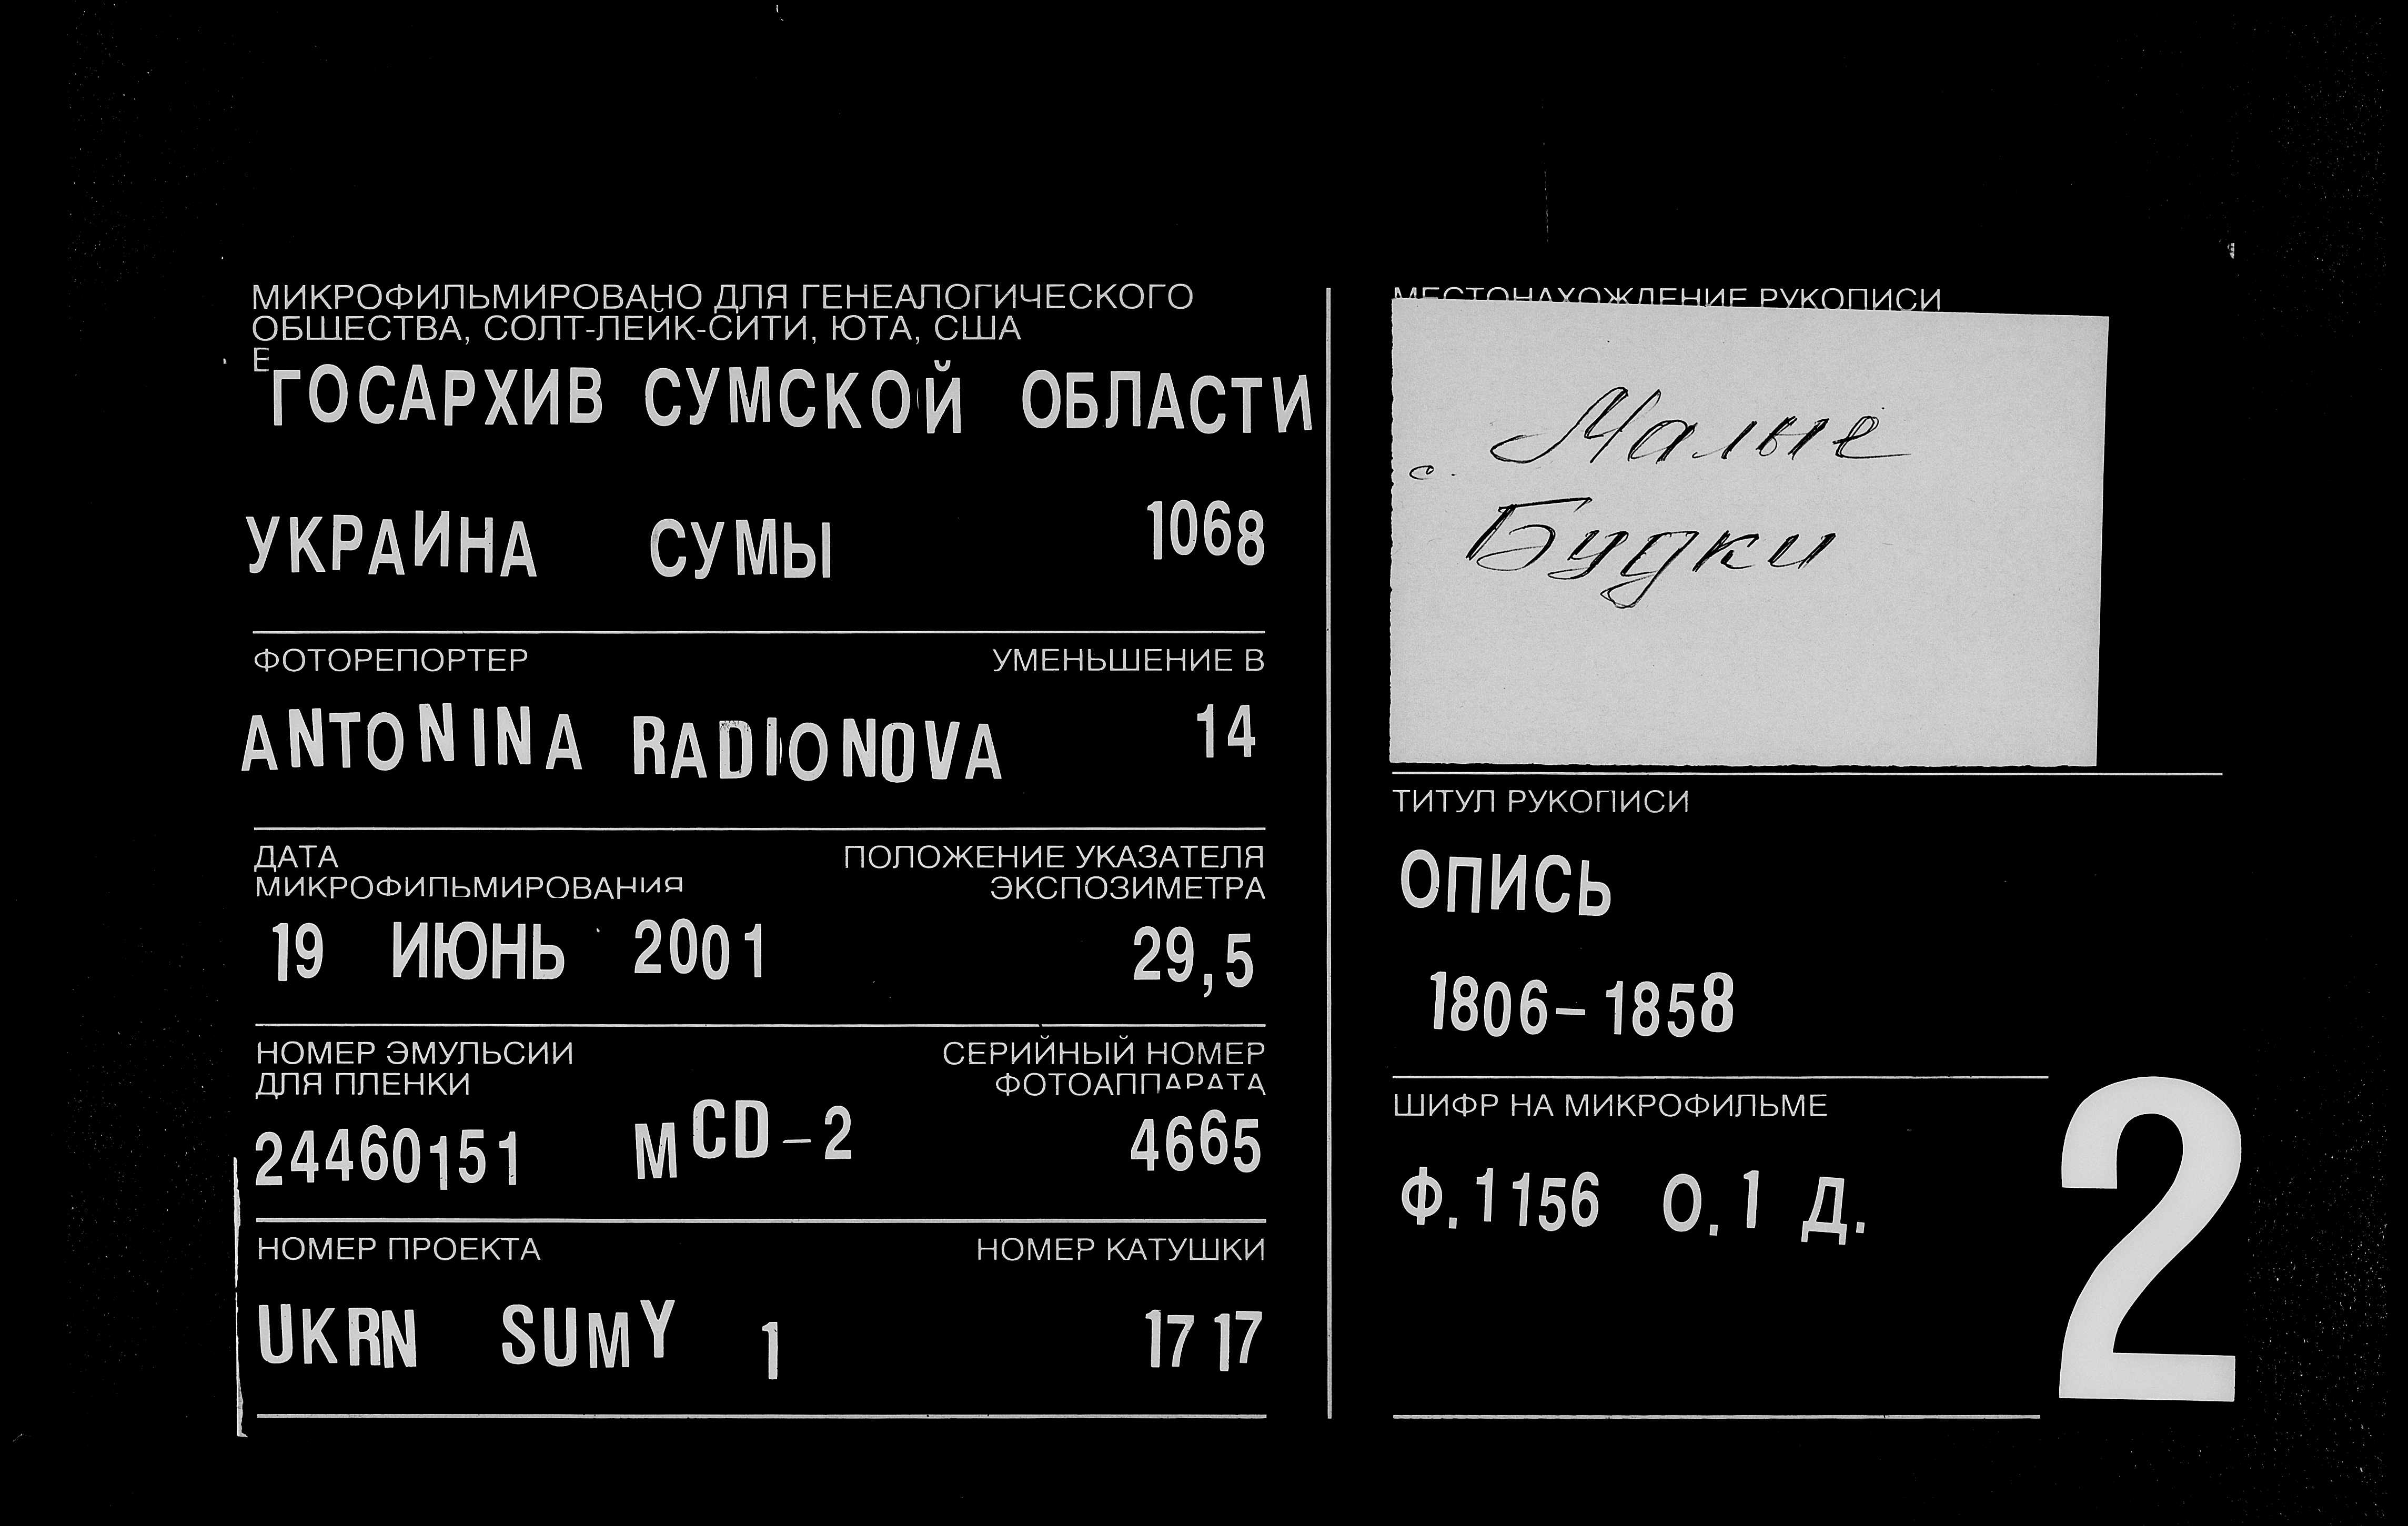 МИКРОФИЛЬМИРОВАНО ДЛЯ ГЕНЕАЛОГИЧЕСКОГО
ОБЩЕСТВА, СОЛТ-ЛЕЙК-СИТИ, ЮТА, США
Е
ГОСАРХИВ СУМСКОЙ ОБЛАСТИ
УКРАИНА СУМЫ 1068
ФОТОРЕПОРТЕР УМЕНЬШЕНИЕ В
ANTONINA RADIONOVA 14
ДАТА ПОЛОЖЕНИЕ УКАЗАТЕЛЯ
МИКРОФИЛЬМИРОВАНИЯ ЭКСПОЗИМЕТРА
19 ИЮНЬ 2001 29,5
НОМЕР ЭМУЛЬСИИ СЕРИЙНЫЙ НОМЕР
ДЛЯ ПЛЕНКИ ФОТОАППАРАТА
24460151 MCD-2 4665
НОМЕР ПРОЕКТА НОМЕР КАТУШКИ
UKRN SUMY 1 1717
МЕСТОНАХОЖДЕНИЕ РУКОПИСИ
с. Малые
Будки
ТИТУЛ РУКОПИСИ
ОПИСЬ
1806-1858
ШИФР НА МИКРОФИЛЬМЕ
Ф.1156 О.1 Д.
2